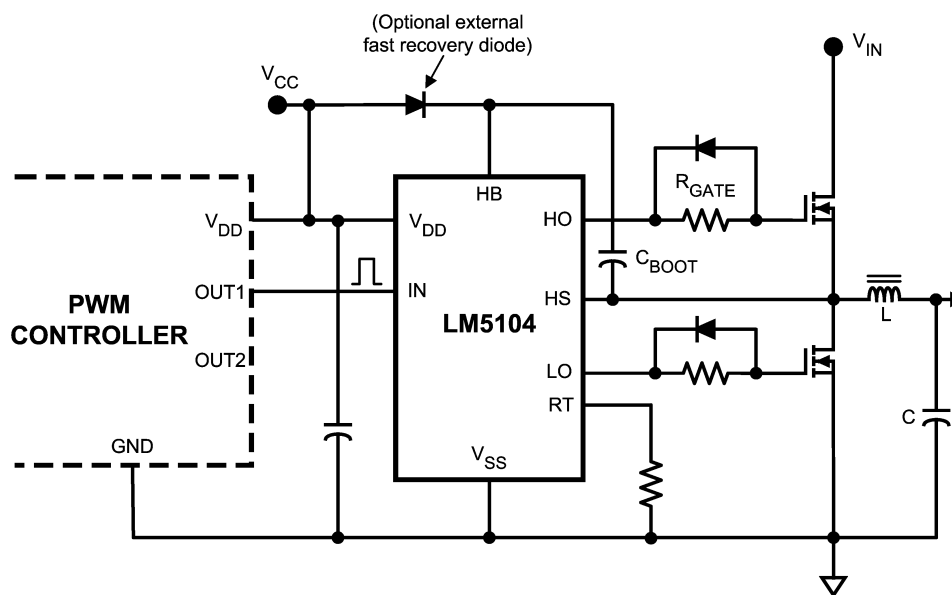 (Optional external
fast recovery diode)
VCC
VIN
HB
RGATE
VDD
VDD
HO
CBOOT
OUT1
IN
HS
PWM
CONTROLLER
LM5104
L
OUT2
LO
RT
C
GND
VSS